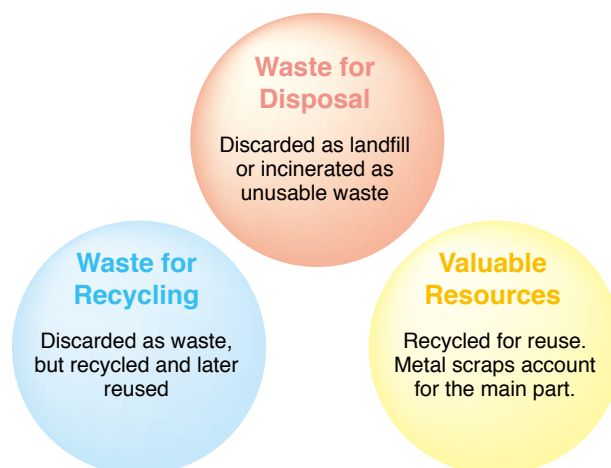 Waste for
Disposal
Discarded as landfill
or incinerated as
unusable waste
Waste for
Recycling
Discarded as waste,
but recycled and later
reused
Valuable
Resources
Recycled for reuse.
Metal scraps account
for the main part.